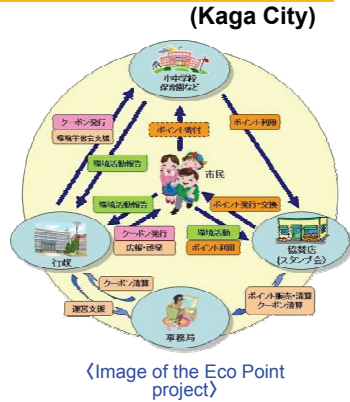 (Kaga City)
小中学校
保育園など
クーポン発行
環境学習会支援
ポイント寄付
ポイント利用
環境活動報告
市民
環境活動報告
ポイント発行・交換
クーポン発行
広報・啓発
環境活動
ポイント利用
行政
協賛店
(スタンプ会)
クーポン清算
運営支援
ポイント販売・清算
クーポン清算
事務局
〈Image of the Eco Point
project〉